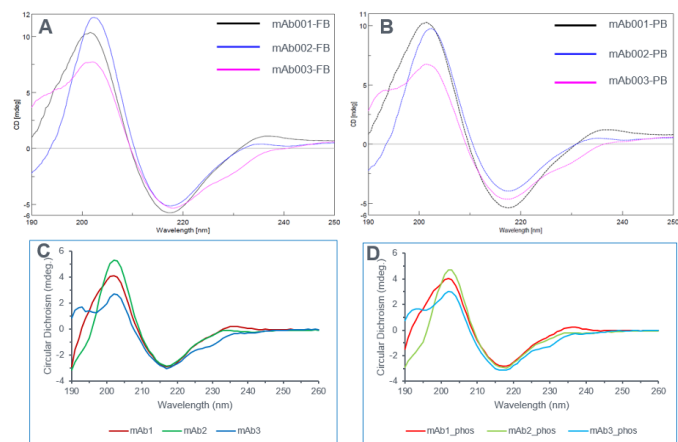 A
mAb001-FB
mAb002-FB
mAb003-FB
CD [mdeg]
12
10
5
0
-5
-6
190 200 220 240 250
Wavelength [nm]
B
mAb001-PB
mAb002-PB
mAb003-PB
CD [mdeg]
11
10
5
0
-5
190 200 220 240 250
Wavelength [nm]
C
Circular Dichroism (mdeg.)
6
4
2
0
-2
-4
190 200 210 220 230 240 250 260
Wavelength (nm)
mAb1 mAb2 mAb3
D
Circular Dichroism (mdeg.)
6
4
2
0
-2
-4
190 200 210 220 230 240 250 260
Wavelength (nm)
mAb1_phos mAb2_phos mAb3_phos